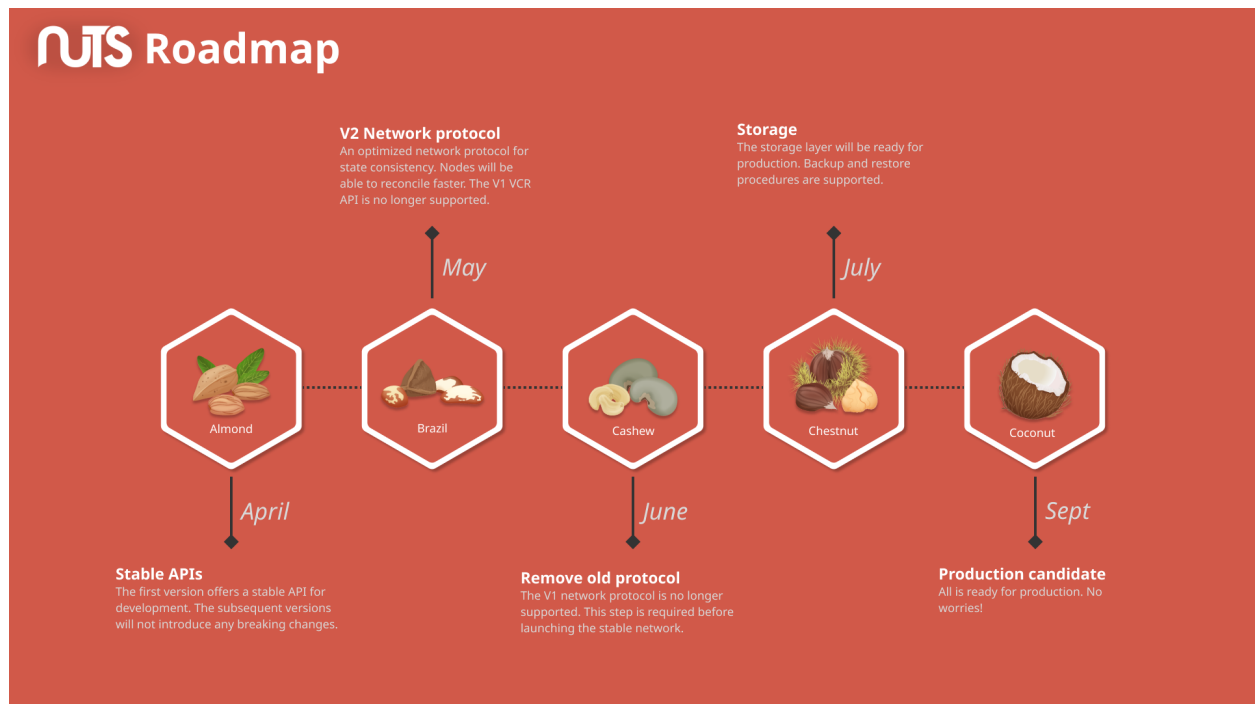 NUTS Roadmap
V2 Network protocol
An optimized network protocol for
state consistency. Nodes will be
able to reconcile faster. The V1 VCR
API is no longer supported.
Storage
The storage layer will be ready for
production. Backup and restore
procedures are supported.
May
July
Almond
Brazil
Cashew
Chestnut
Coconut
April
June
Sept
Stable APIs
The first version offers a stable API for
development. The subsequent versions
will not introduce any breaking changes.
Remove old protocol
The V1 network protocol is no longer
supported. This step is required before
launching the stable network.
Production candidate
All is ready for production. No
worries!